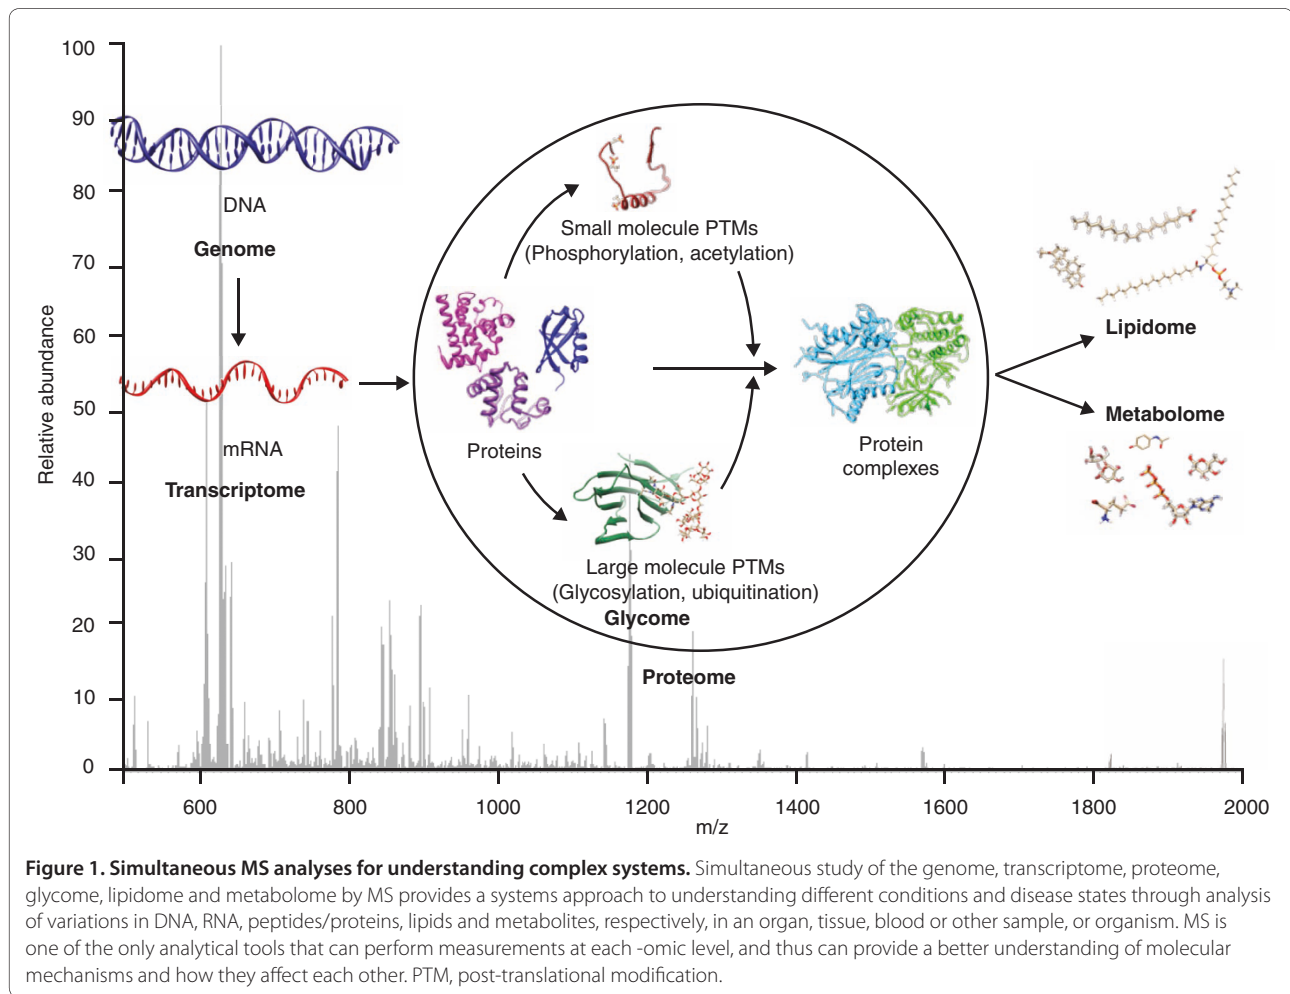 100
90
80
70
60
50
40
30
20
10
0
Relative abundance
600
800
1000
1200
1400
1600
1800
2000
m/z
DNA
Genome
mRNA
Transcriptome
Proteins
Small molecule PTMs
(Phosphorylation, acetylation)
Large molecule PTMs
(Glycosylation, ubiquitination)
Glycome
Protein
complexes
Proteome
Lipidome
Metabolome
Figure 1. Simultaneous MS analyses for understanding complex systems. Simultaneous study of the genome, transcriptome, proteome,
glycome, lipidome and metabolome by MS provides a systems approach to understanding different conditions and disease states through analysis
of variations in DNA, RNA, peptides/proteins, lipids and metabolites, respectively, in an organ, tissue, blood or other sample, or organism. MS is
one of the only analytical tools that can perform measurements at each -omic level, and thus can provide a better understanding of molecular
mechanisms and how they affect each other. PTM, post-translational modification.